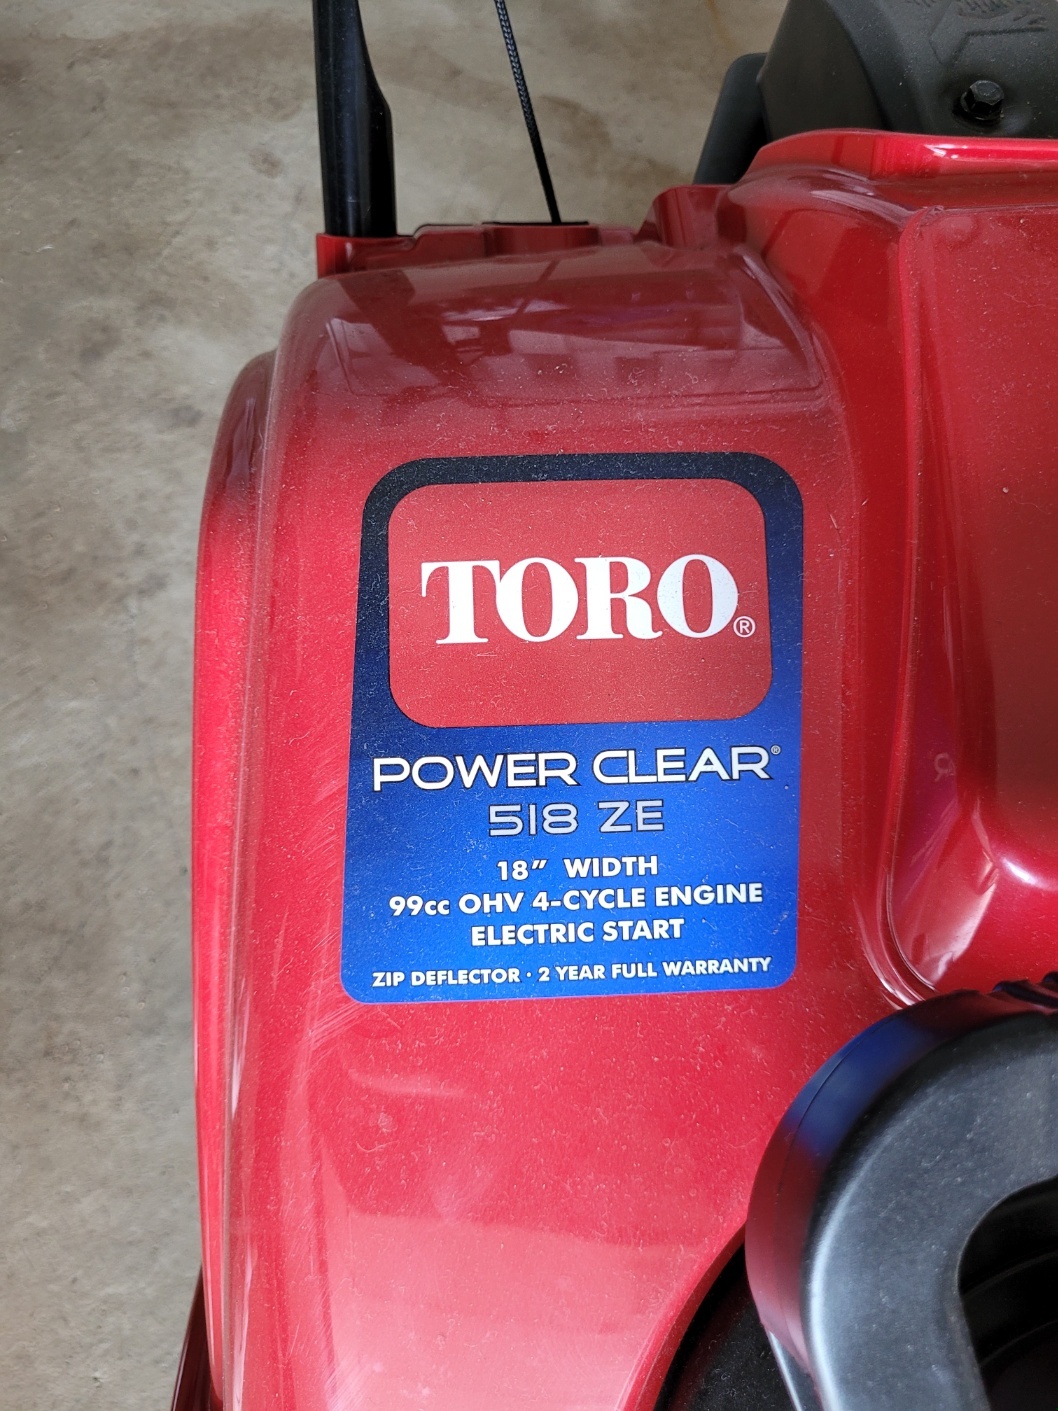 TORO®
POWER CLEAR®
518 ZE
18" WIDTH
99cc OHV 4-CYCLE ENGINE
ELECTRIC START
ZIP DEFLECTOR · 2 YEAR FULL WARRANTY